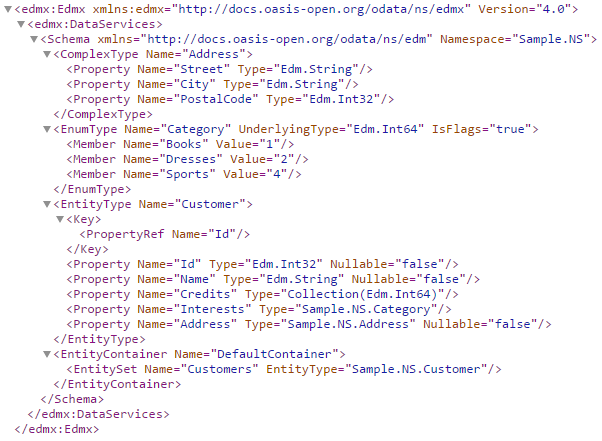 <edmx:Edmx xmlns:edmx="http://docs.oasis-open.org/odata/ns/edmx" Version="4.0">
<edmx:DataServices>
<Schema xmlns="http://docs.oasis-open.org/odata/ns/edm" Namespace="Sample.NS">
<ComplexType Name="Address">
<Property Name="Street" Type="Edm.String"/>
<Property Name="City" Type="Edm.String"/>
<Property Name="PostalCode" Type="Edm.Int32"/>
</ComplexType>
<EnumType Name="Category" UnderlyingType="Edm.Int64" IsFlags="true">
<Member Name="Books" Value="1"/>
<Member Name="Dresses" Value="2"/>
<Member Name="Sports" Value="4"/>
</EnumType>
<EntityType Name="Customer">
<Key>
<PropertyRef Name="Id"/>
</Key>
<Property Name="Id" Type="Edm.Int32" Nullable="false"/>
<Property Name="Name" Type="Edm.String" Nullable="false"/>
<Property Name="Credits" Type="Collection(Edm.Int64)"/>
<Property Name="Interests" Type="Sample.NS.Category"/>
<Property Name="Address" Type="Sample.NS.Address" Nullable="false"/>
</EntityType>
<EntityContainer Name="DefaultContainer">
<EntitySet Name="Customers" EntityType="Sample.NS.Customer"/>
</EntityContainer>
</Schema>
</edmx:DataServices>
</edmx:Edmx>